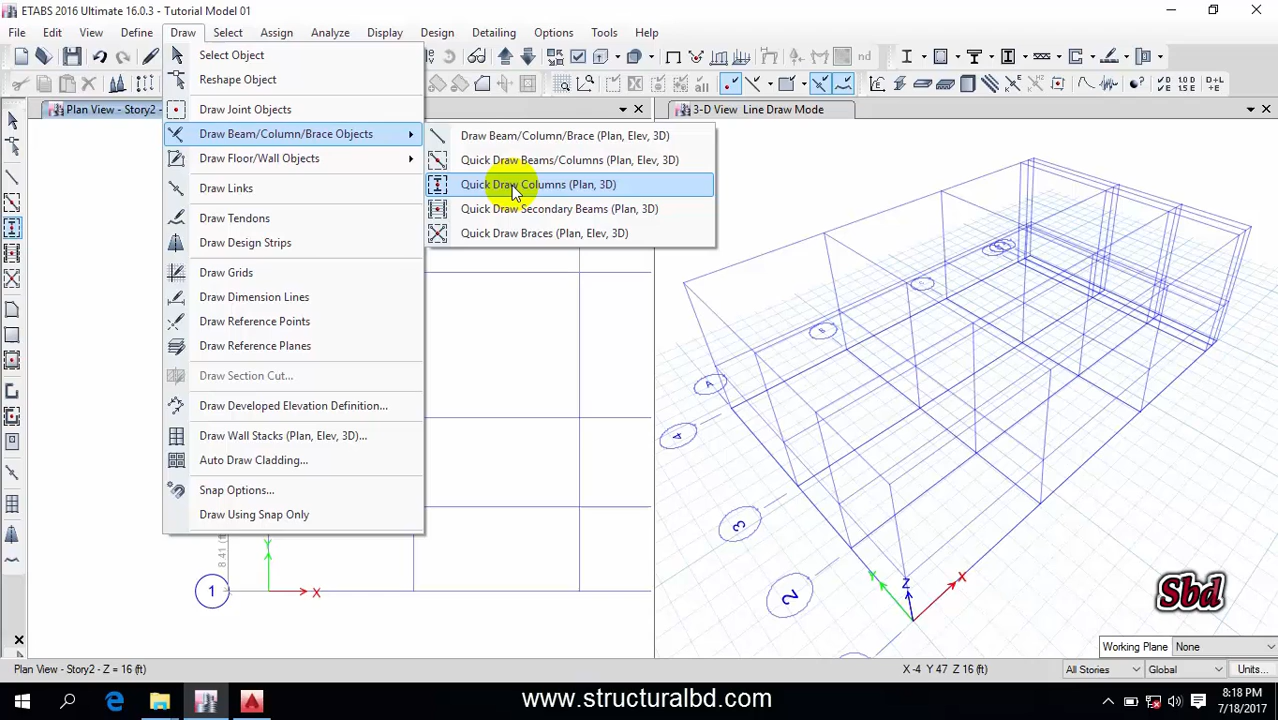 ETABS 2016 Ultimate 16.0.3 - Tutorial Model 01
File Edit View Define Draw Select Assign Analyze Display Design Detailing Options Tools Help
Plan View - Story2 -
3-D View Line Draw Mode
Select Object
Reshape Object
Draw Joint Objects
Draw Beam/Column/Brace Objects
Draw Floor/Wall Objects
Draw Links
Draw Tendons
Draw Design Strips
Draw Grids
Draw Dimension Lines
Draw Reference Points
Draw Reference Planes
Draw Section Cut...
Draw Developed Elevation Definition...
Draw Wall Stacks (Plan, Elev, 3D)...
Auto Draw Cladding...
Snap Options...
Draw Using Snap Only
Draw Beam/Column/Brace (Plan, Elev, 3D)
Quick Draw Beams/Columns (Plan, Elev, 3D)
Quick Draw Columns (Plan, 3D)
Quick Draw Secondary Beams (Plan, 3D)
Quick Draw Braces (Plan, Elev, 3D)
nd
C
B
A
4
3
2
Y
X
Z
8.41 (ft)
Y
1
X
Sbd
Working Plane None
Plan View - Story2 - Z = 16 (ft)
X -4 Y 47 Z 16 (ft)
All Stories
Global
Units...
www.structuralbd.com
8:18 PM
7/18/2017